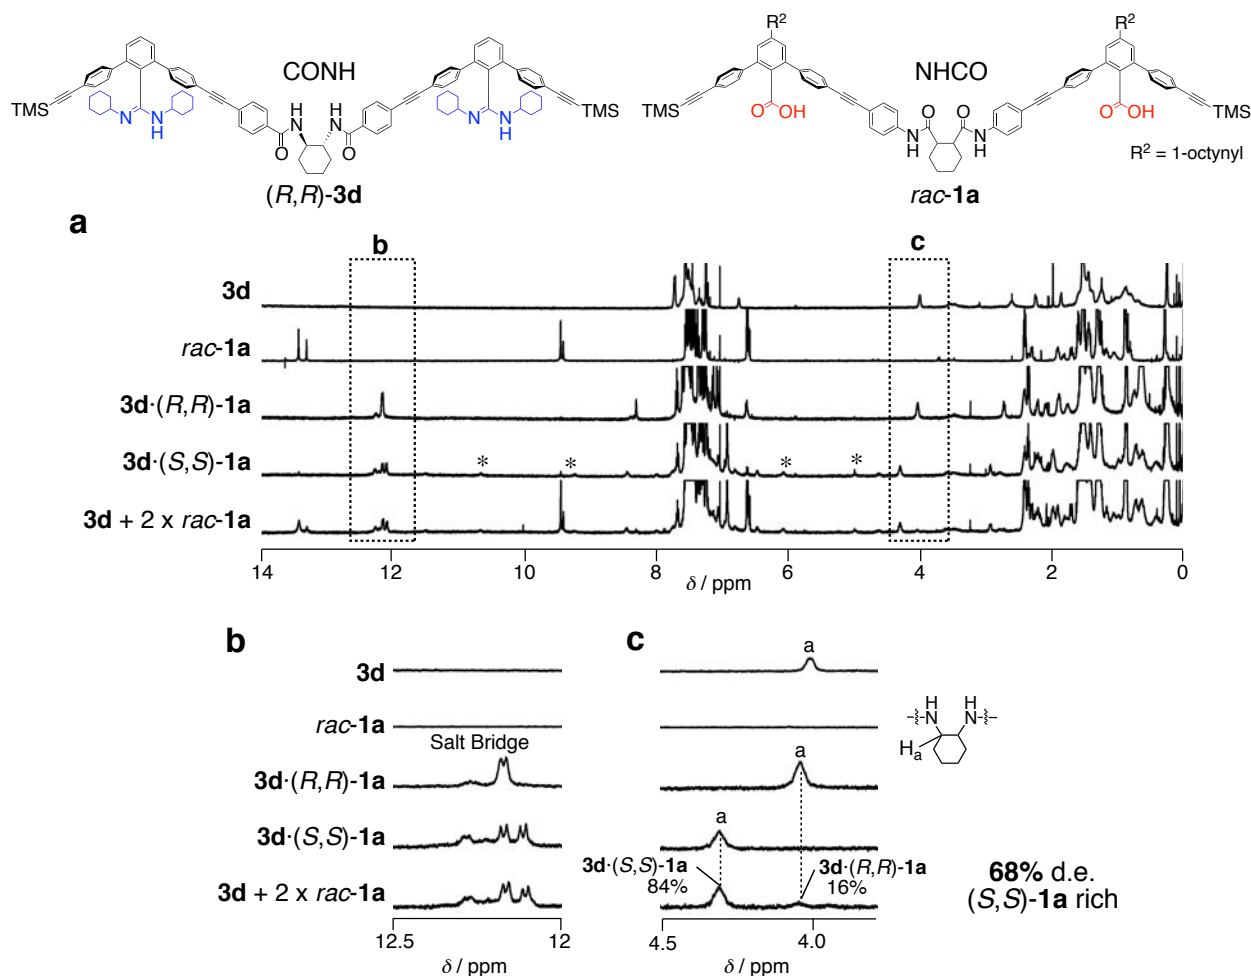 R²
R²
CONH
NHCO
TMS
N
N
H
H
N
H
N
O
O
N
N
H
TMS
TMS
O
OH
N
H
O
O
N
H
O
OH
TMS
R² = 1-octynyl
(R,R)-3d
rac-1a
a
b
c
3d
rac-1a
3d·(R,R)-1a
3d·(S,S)-1a
* * * *
3d + 2 x rac-1a
14 12 10 8 6 4 2 0
δ / ppm
b
c
3d
a
rac-1a
H
N
H
N
Hₐ
Salt Bridge
3d·(R,R)-1a
a
3d·(S,S)-1a
a
3d·(S,S)-1a
84%
3d·(R,R)-1a
16%
68% d.e.
(S,S)-1a rich
3d + 2 x rac-1a
12.5 12
4.5 4.0
δ / ppm
δ / ppm